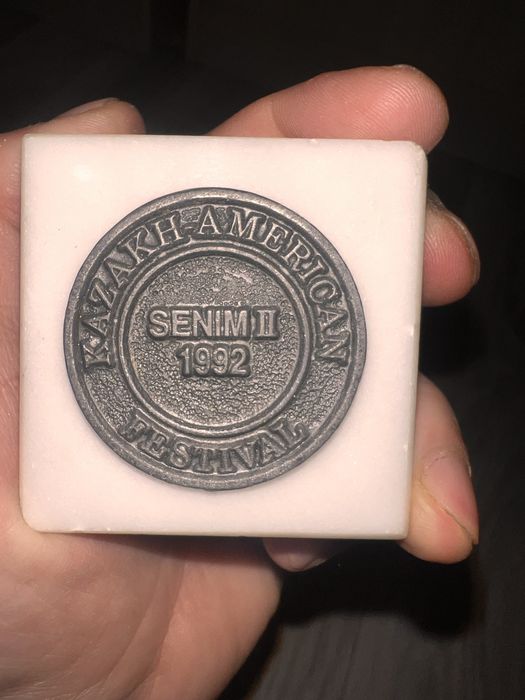 KAZAKH-AMERICAN
SENIM II
1992
FESTIVAL